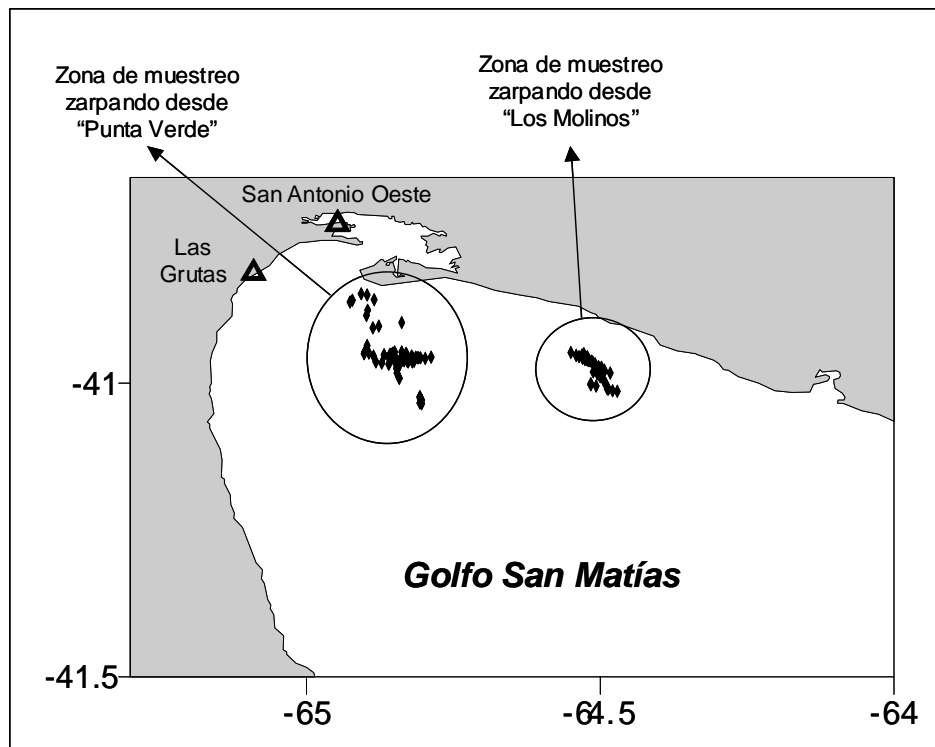 Zona de muestreo
zarpando desde
“Punta Verde”
Zona de muestreo
zarpando desde
“Los Molinos”
San Antonio Oeste
Las
Grutas
-41
Golfo San Matías
-41.5
-65
-64.5
-64